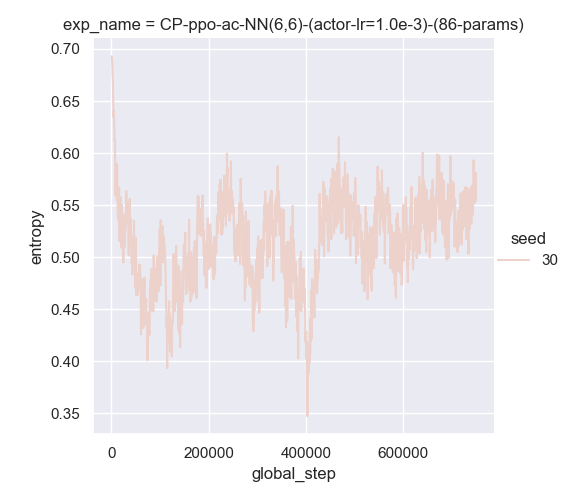 exp_name = CP-ppo-ac-NN(6,6)-(actor-lr=1.0e-3)-(86-params)
0.70
0.65
0.60
0.55
0.50
0.45
0.40
0.35
entropy
seed
30
0 200000 400000 600000
global_step